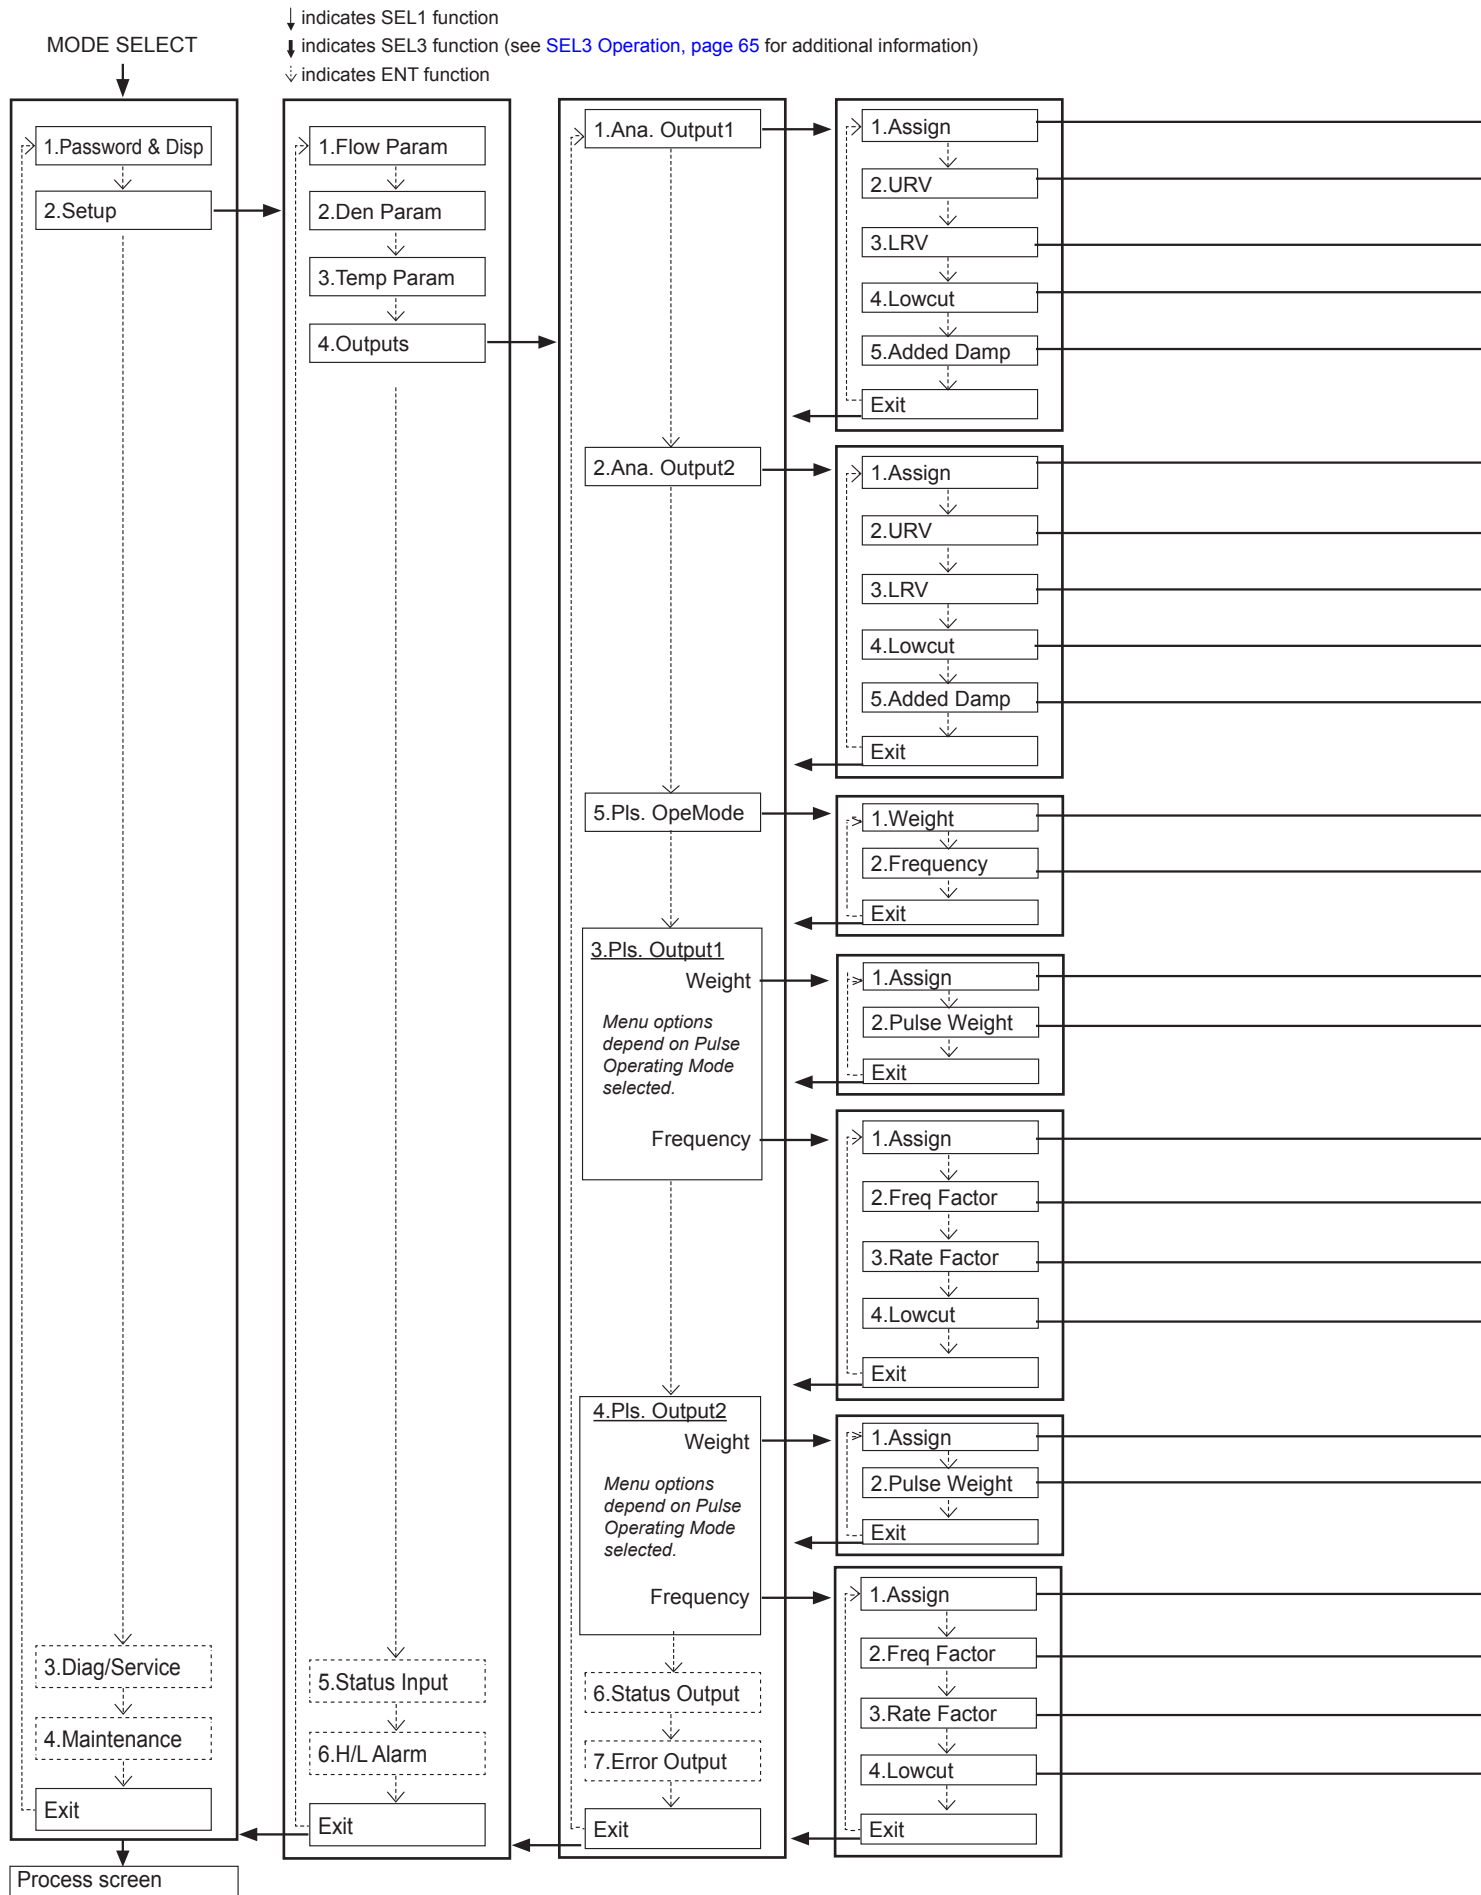 indicates SEL1 function
MODE SELECT
indicates SEL3 function (see SEL3 Operation, page 65 for additional information)
indicates ENT function
1.Password & Disp
2.Setup
3.Diag/Service
4.Maintenance
Exit
Process screen
1.Flow Param
2.Den Param
3.Temp Param
4.Outputs
5.Status Input
6.H/L Alarm
Exit
1.Ana. Output1
2.Ana. Output2
5.Pls. OpeMode
3.Pls. Output1
Weight
Menu options
depend on Pulse
Operating Mode
selected.
Frequency
4.Pls. Output2
Weight
Menu options
depend on Pulse
Operating Mode
selected.
Frequency
6.Status Output
7.Error Output
Exit
1.Assign
2.URV
3.LRV
4.Lowcut
5.Added Damp
Exit
1.Assign
2.URV
3.LRV
4.Lowcut
5.Added Damp
Exit
1.Weight
2.Frequency
Exit
1.Assign
2.Pulse Weight
Exit
1.Assign
2.Freq Factor
3.Rate Factor
4.Lowcut
Exit
1.Assign
2.Pulse Weight
Exit
1.Assign
2.Freq Factor
3.Rate Factor
4.Lowcut
Exit